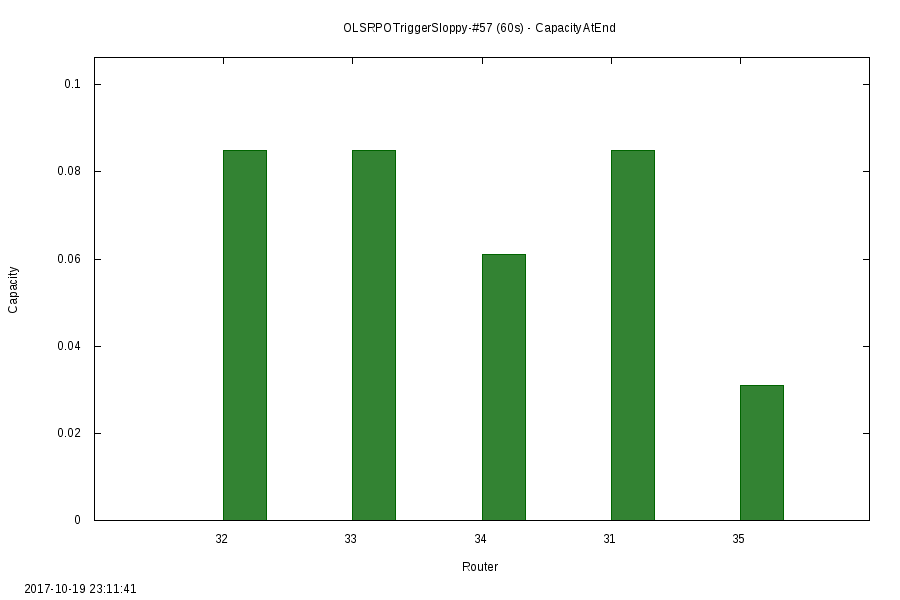 OLSRPOTriggerSloppy-#57 (60s) - CapacityAtEnd
0.1
0.08
0.06
0.04
0.02
0
Capacity
32 33 34 31 35
Router
2017-10-19 23:11:41